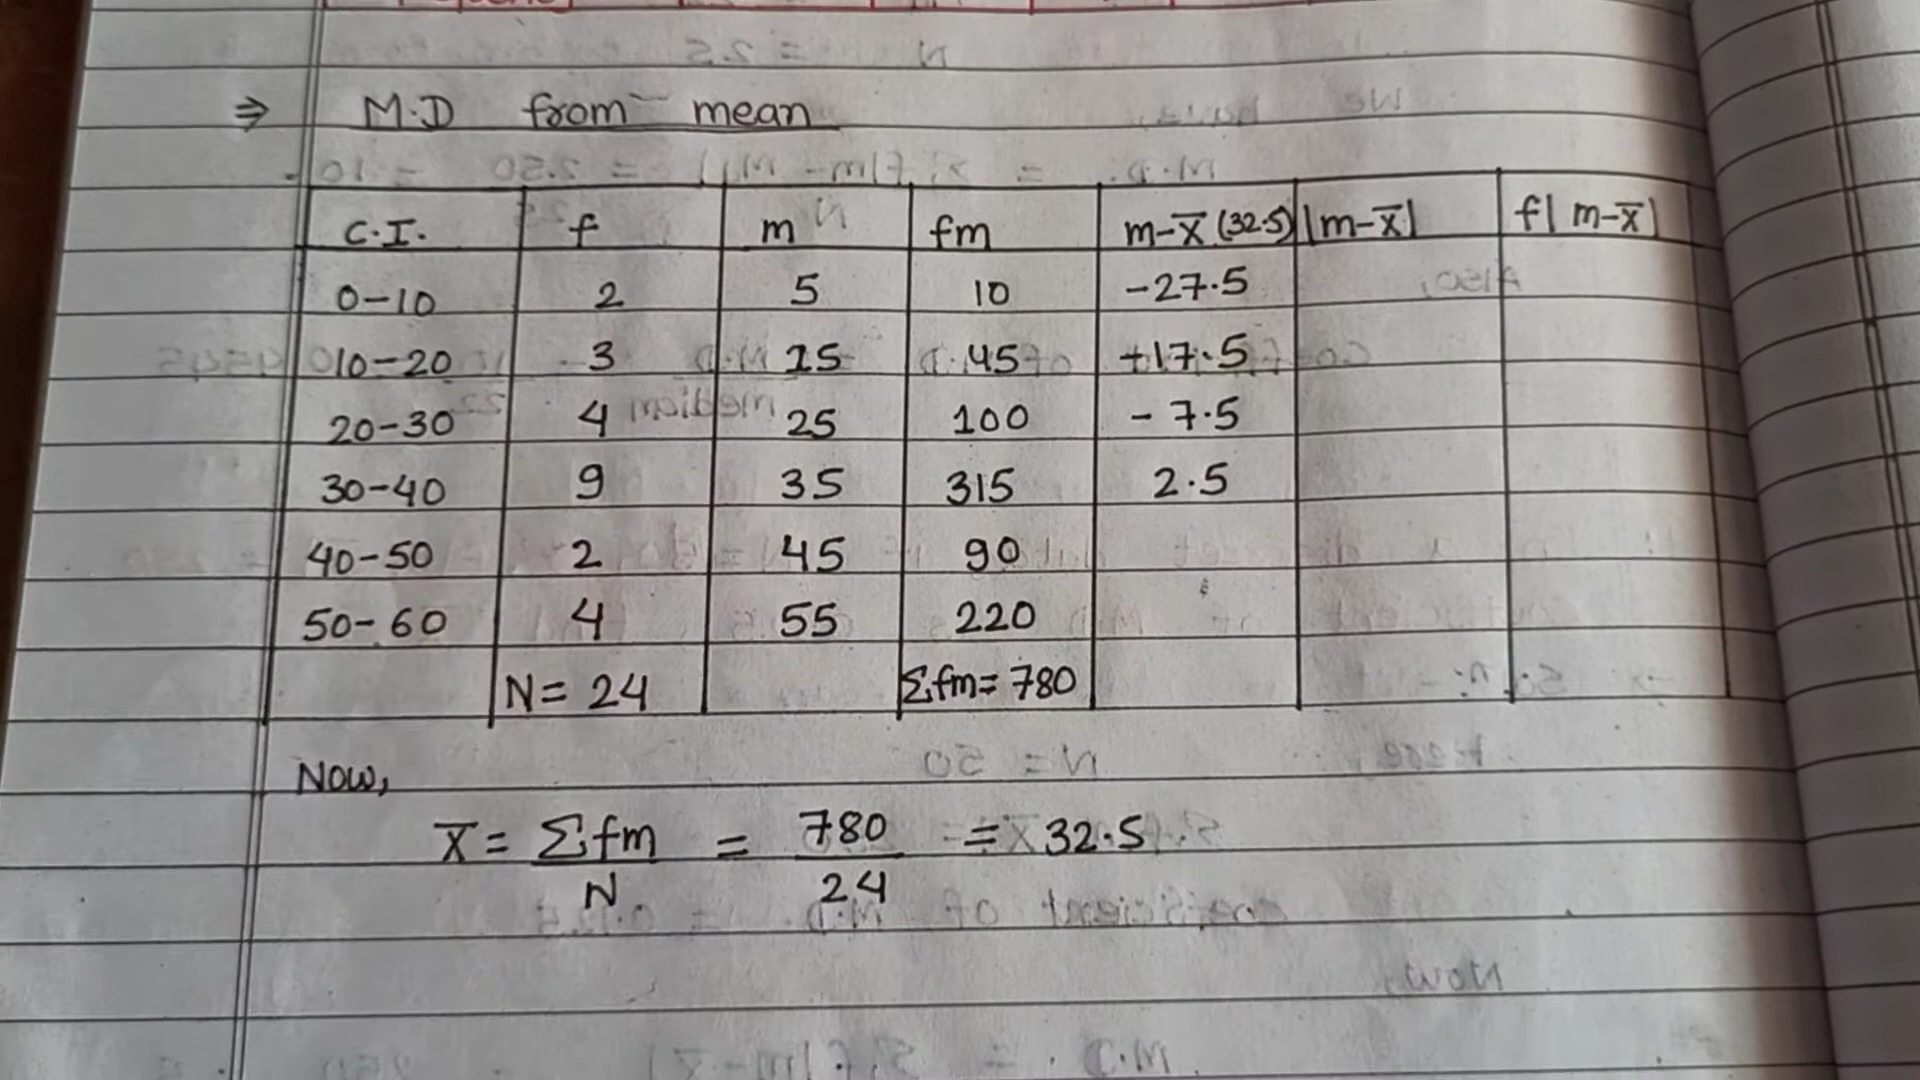 ⇒ M.D from mean
C.I. f m fm m-x̅ (32.5) |m-x̅| f|m-x̅|
0-10 2 5 10 -27.5
10-20 3 15 45 +17.5
20-30 4 25 100 - 7.5
30-40 9 35 315 2.5
40-50 2 45 90
50-60 4 55 220
N= 24 Σfm= 780
Now,
x̅ = Σfm / N = 780 / 24 = 32.5